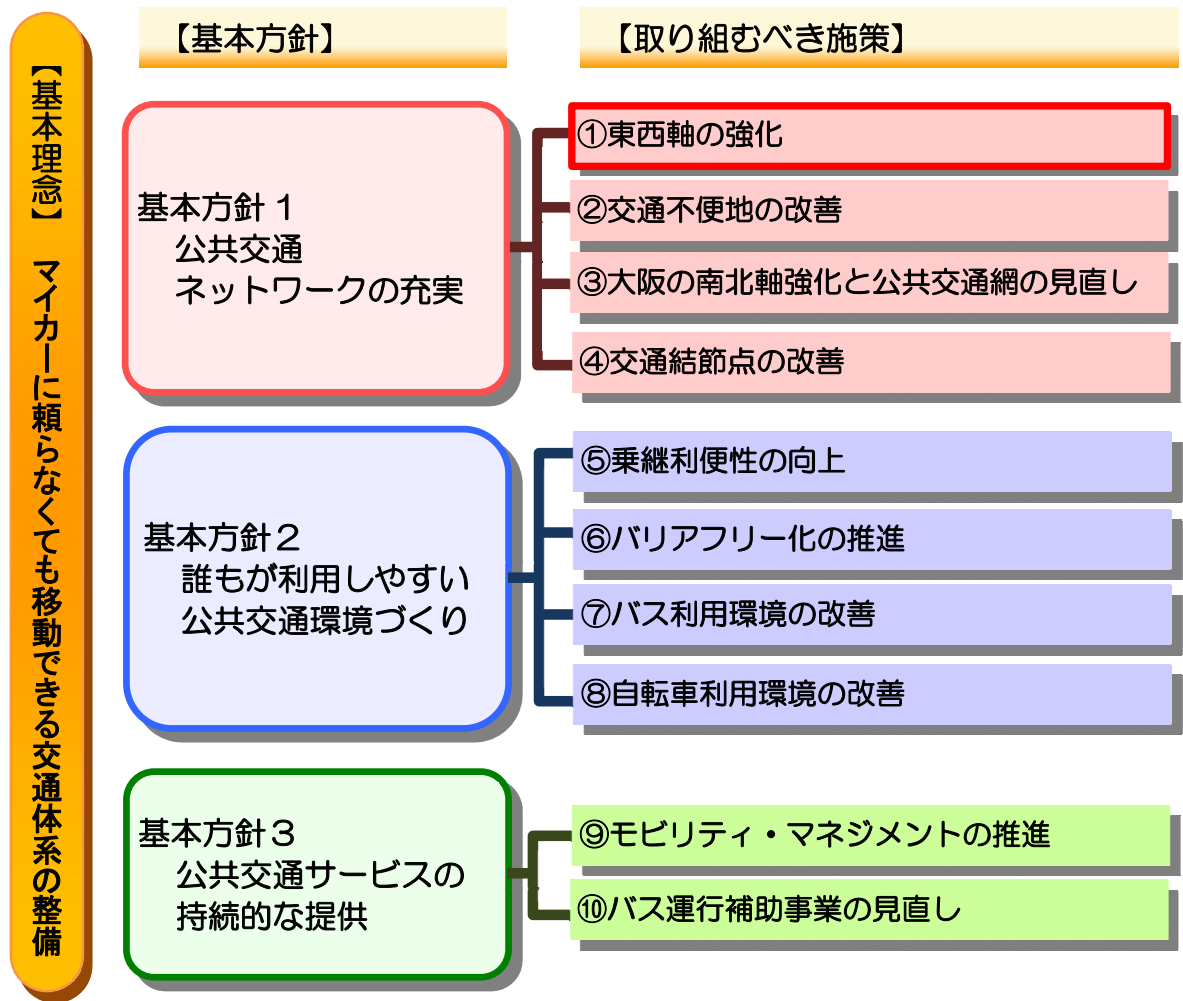 【基本理念】　マイカーに頼らなくても移動できる交通体系の整備
【基本方針】
【取り組むべき施策】
基本方針１
公共交通
ネットワークの充実
①東西軸の強化
②交通不便地の改善
③大阪の南北軸強化と公共交通網の見直し
④交通結節点の改善
基本方針２
誰もが利用しやすい
公共交通環境づくり
⑤乗継利便性の向上
⑥バリアフリー化の推進
⑦バス利用環境の改善
⑧自転車利用環境の改善
基本方針３
公共交通サービスの
持続的な提供
⑨モビリティ・マネジメントの推進
⑩バス運行補助事業の見直し